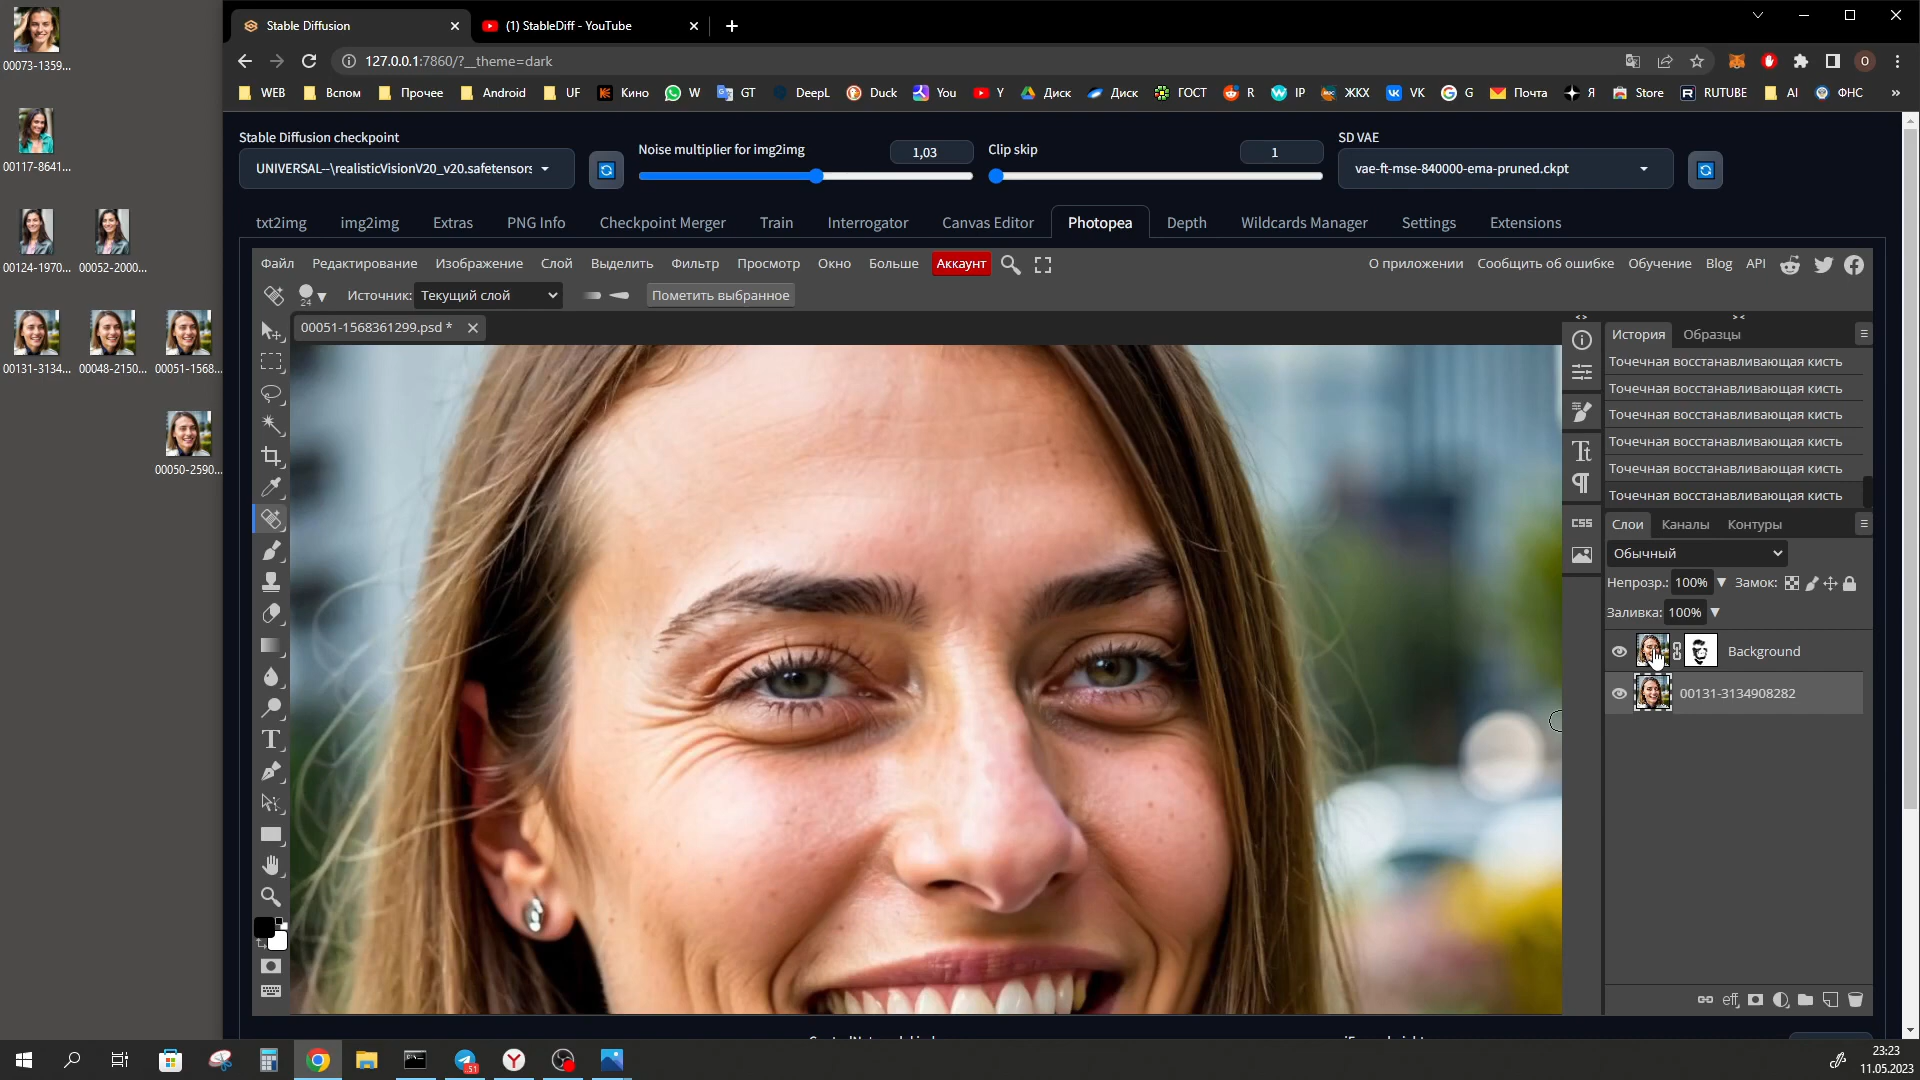 00073-1359...
00117-8641...
00124-1970...
00052-2000...
00131-3134...
00048-2150...
00051-1568...
00050-2590...
Stable Diffusion
(1) StableDiff - YouTube
127.0.0.1:7860/?__theme=dark
О
WEB
Вспом
Прочее
Android
UF
Кино
W
GT
DeepL
Duck
You
Y
Диск
Диск
ГОСТ
R
IP
ЖКХ
VK
G
Почта
Я
Store
RUTUBE
AI
ФНС
»
Stable Diffusion checkpoint
UNIVERSAL--\realisticVisionV20_v20.safetensors
Noise multiplier for img2img
1,03
Clip skip
1
SD VAE
vae-ft-mse-840000-ema-pruned.ckpt
txt2img
img2img
Extras
PNG Info
Checkpoint Merger
Train
Interrogator
Canvas Editor
Photopea
Depth
Wildcards Manager
Settings
Extensions
Файл
Редактирование
Изображение
Слой
Выделить
Фильтр
Просмотр
Окно
Больше
Аккаунт
О приложении
Сообщить об ошибке
Обучение
Blog
API
24
Источник:
Текущий слой
Пометить выбранное
00051-1568361299.psd *
История
Образцы
Точечная восстанавливающая кисть
Точечная восстанавливающая кисть
Точечная восстанавливающая кисть
Точечная восстанавливающая кисть
Точечная восстанавливающая кисть
Точечная восстанавливающая кисть
CSS
Слои
Каналы
Контуры
Обычный
Непрозр.:
100%
Замок:
Заливка:
100%
Background
00131-3134908282
eff
51
23:23
11.05.2023